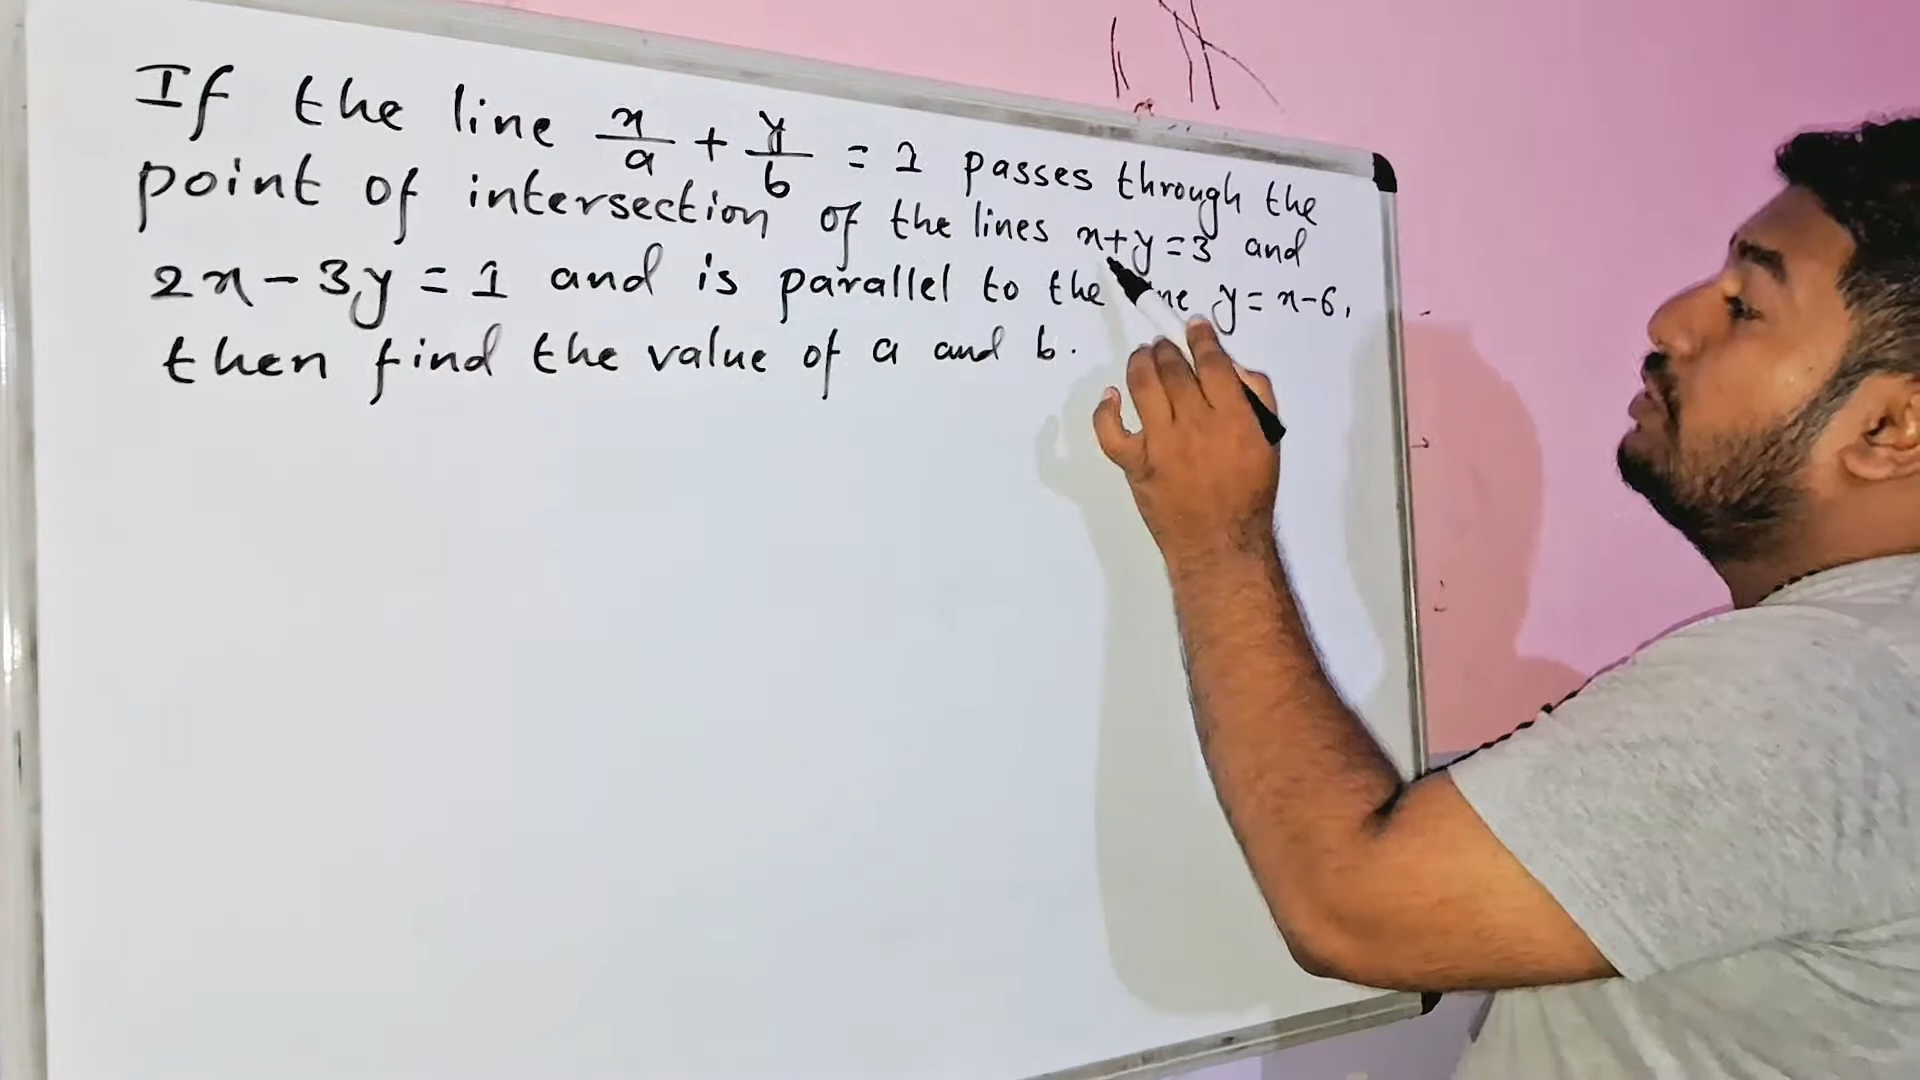 If the line x/a + y/b = 1 passes through the
point of intersection of the lines x+y=3 and
2x-3y=1 and is parallel to the ne y=x-6,
then find the value of a and b.